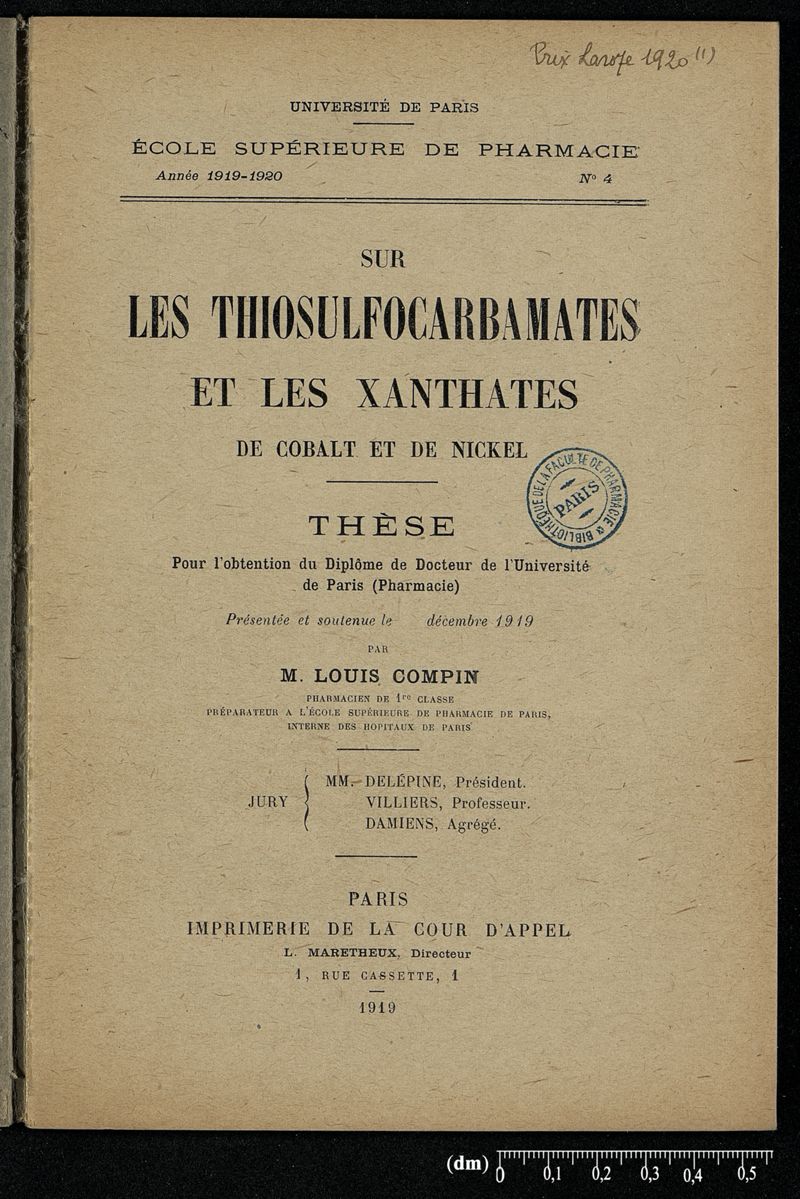 Prix Laroze 1920 (1)
UNIVERSITÉ DE PARIS
ÉCOLE SUPÉRIEURE DE PHARMACIE
Année 1919-1920 Nº 4
SUR
LES THIOSULFOCARBAMATES
ET LES XANTHATES
DE COBALT ET DE NICKEL
BIBLIOTHÈQUE DE LA FACULTÉ DE PHARMACIE
PARIS
THÈSE
Pour l'obtention du Diplôme de Docteur de l'Université
de Paris (Pharmacie)
Présentée et soutenue le décembre 1919
PAR
M. LOUIS COMPIN
PHARMACIEN DE 1re CLASSE
PRÉPARATEUR A L'ÉCOLE SUPÉRIEURE DE PHARMACIE DE PARIS,
INTERNE DES HOPITAUX DE PARIS
MM. DELÉPINE, Président.
JURY { VILLIERS, Professeur.
DAMIENS, Agrégé.
PARIS
IMPRIMERIE DE LA COUR D'APPEL
L. MARETHEUX, Directeur
1, RUE CASSETTE, 1
1919
(dm) 0 0,1 0,2 0,3 0,4 0,5